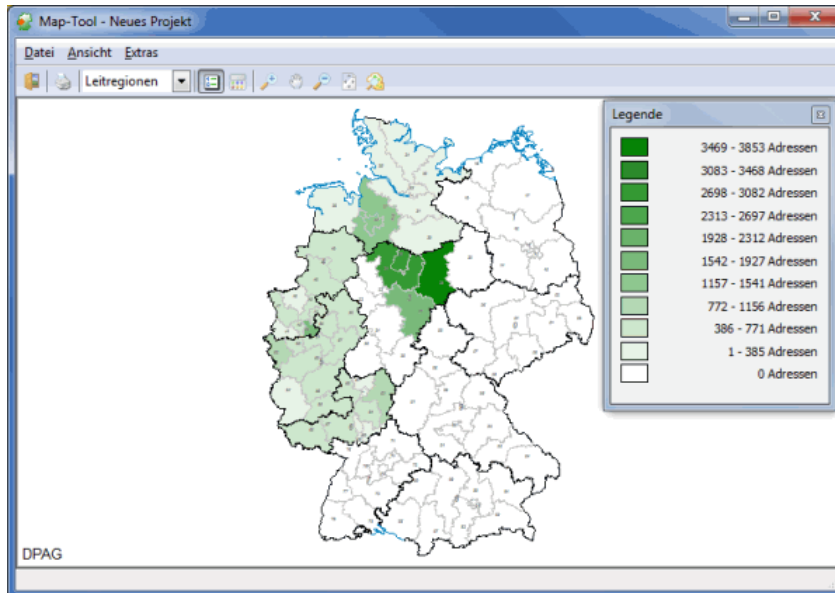 Map-Tool - Neues Projekt
Datei Ansicht Extras
Leitregionen
Legende
3469 - 3853 Adressen
3083 - 3468 Adressen
2698 - 3082 Adressen
2313 - 2697 Adressen
1928 - 2312 Adressen
1542 - 1927 Adressen
1157 - 1541 Adressen
772 - 1156 Adressen
386 - 771 Adressen
1 - 385 Adressen
0 Adressen
DPAG